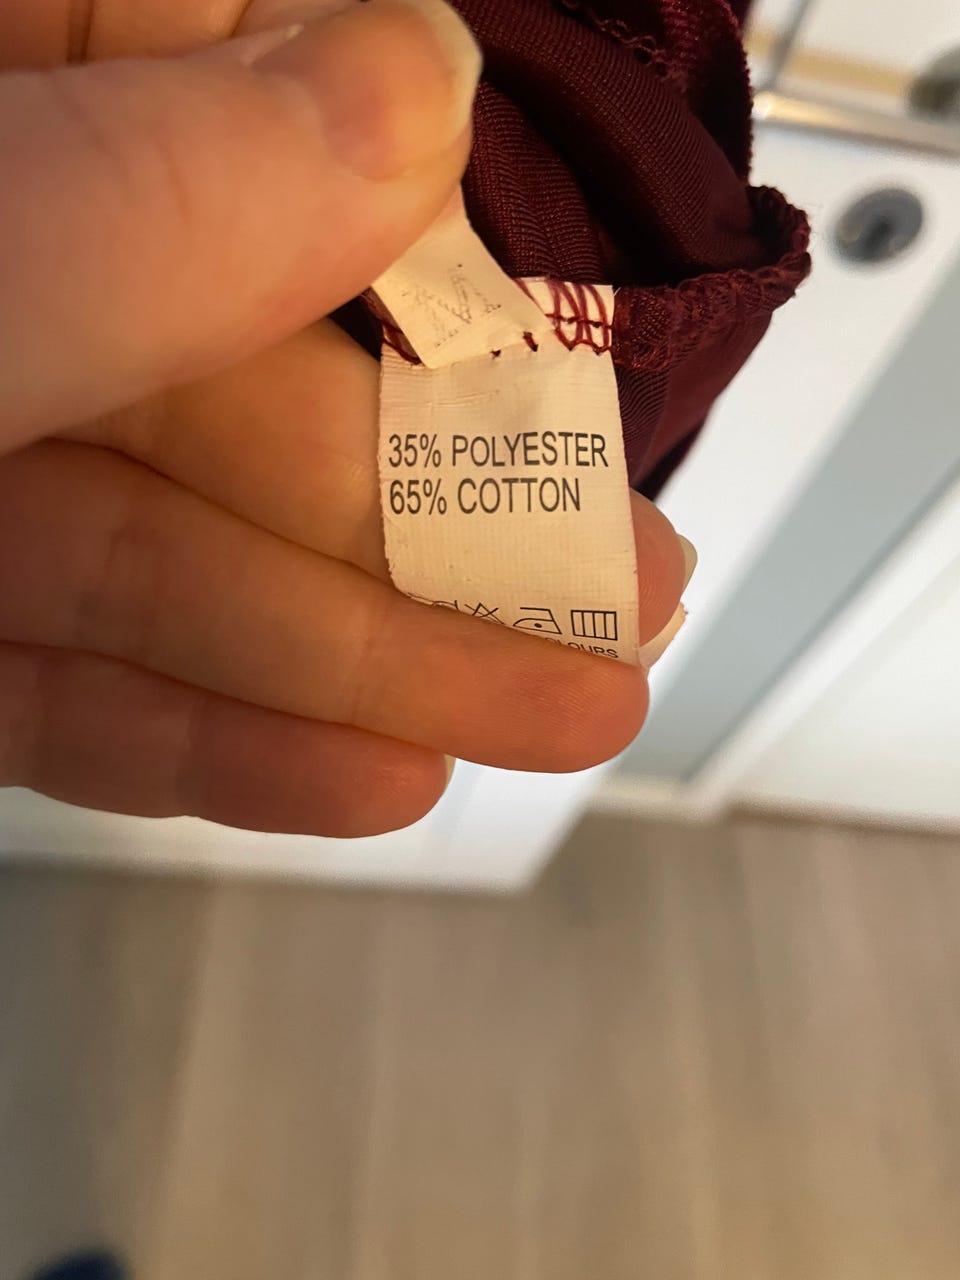 35% POLYESTER
65% COTTON